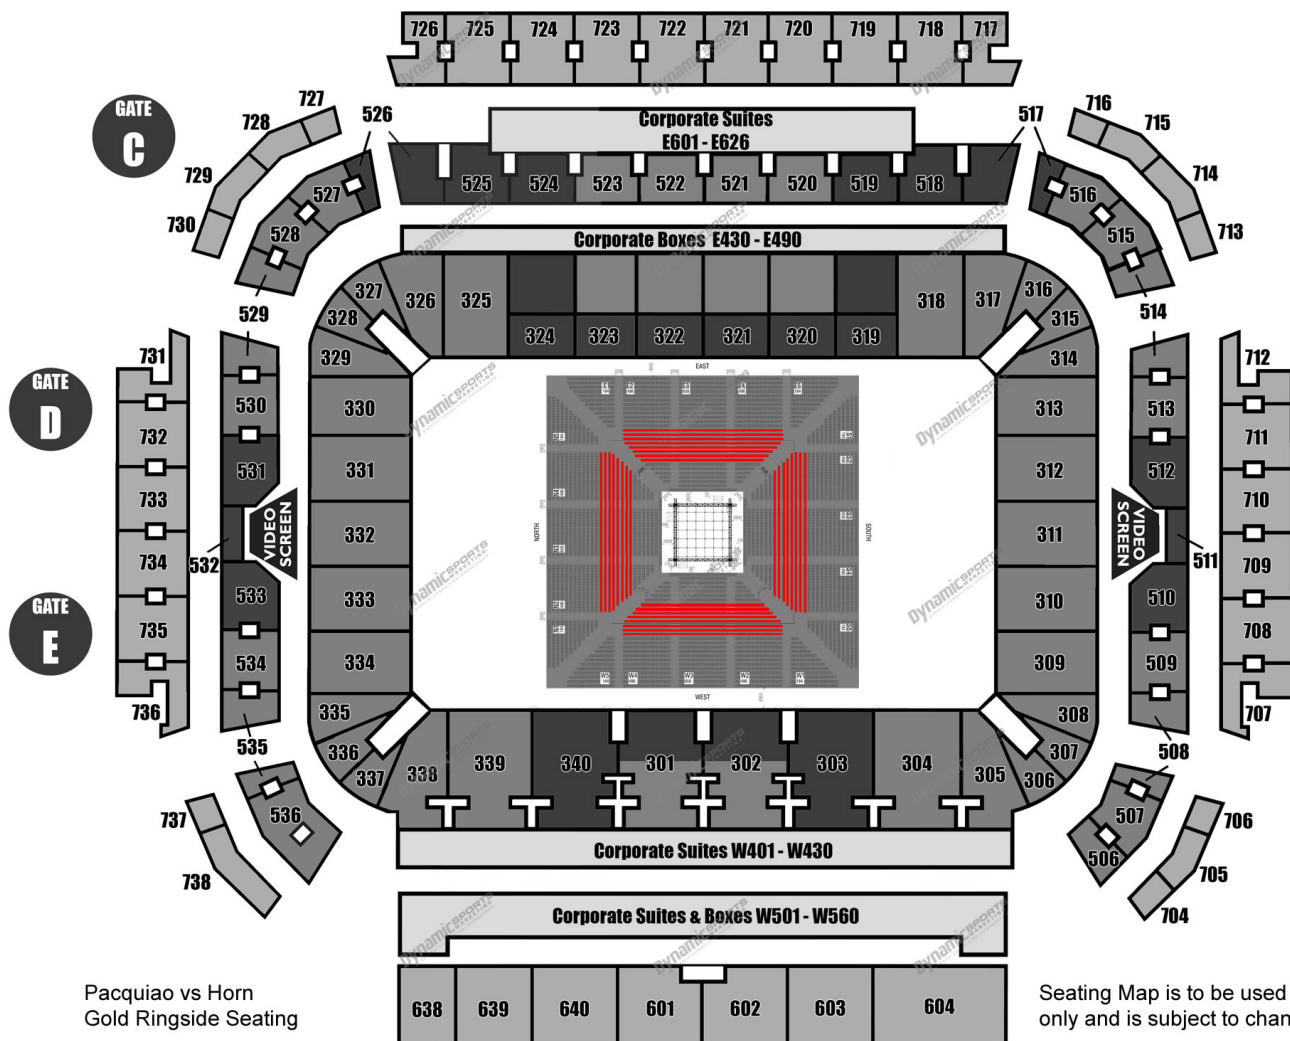 726 725 724 723 722 721 720 719 718 717
GATE
C
727
728
729
730
526
Corporate Suites
E601 - E626
517
716
715
714
713
527
528
529
525 524 523 522 521 520 519 518
516
515
514
Corporate Boxes E430 - E490
327
328
329
326 325
324 323 322 321 320 319
318 317
316
315
314
GATE
D
731
732
733
734
735
736
530
531
532
533
534
535
VIDEO
SCREEN
330
331
332
333
334
335
336
337
EAST
NORTH
SOUTH
WEST
W5 W4 W3 W2 W1
313
312
311
310
309
308
307
306
VIDEO
SCREEN
513
512
511
510
509
508
712
711
710
709
708
707
GATE
E
338 339 340 301 302 303 304 305
536
737
738
507
506
706
705
704
Corporate Suites W401 - W430
Corporate Suites & Boxes W501 - W560
638 639 640 601 602 603 604
Pacquiao vs Horn
Gold Ringside Seating
Seating Map is to be used
only and is subject to chan
DynamicSPORTS
MARKETING